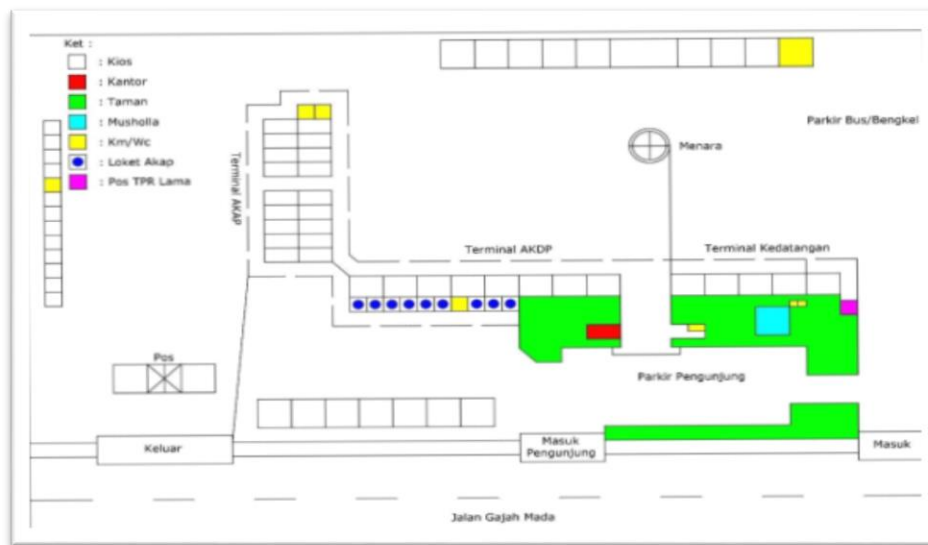 Ket :
: Kios
: Kantor
: Taman
: Musholla
: Km/Wc
: Loket Akap
: Pos TPR Lama
Parkir Bus/Bengkel
Menara
Terminal AKAP
Terminal AKDP
Terminal Kedatangan
Pos
Parkir Pengunjung
Keluar
Masuk
Pengunjung
Masuk
Jalan Gajah Mada